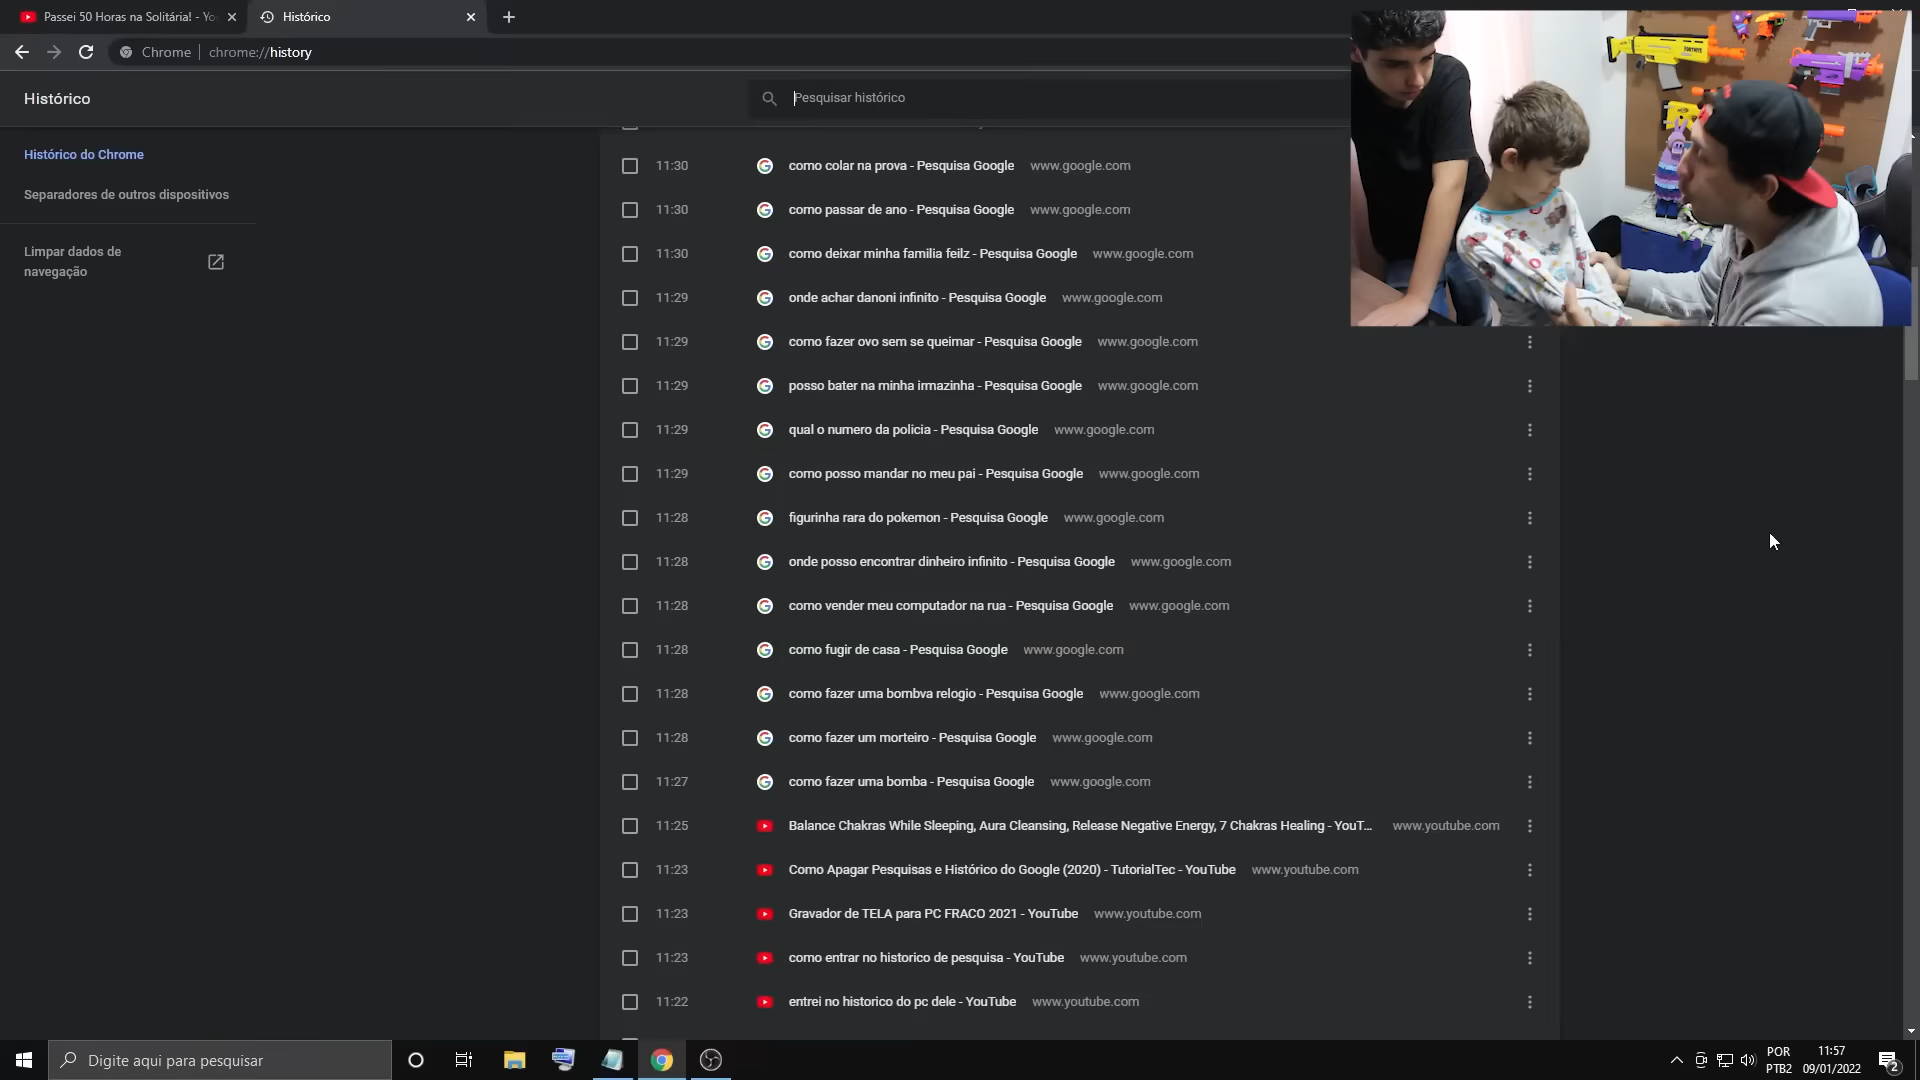 Passei 50 Horas na Solitária! - Yo
Histórico
Chrome
chrome://history
Histórico
Pesquisar histórico
Histórico do Chrome
Separadores de outros dispositivos
Limpar dados de
navegação
11:30 como colar na prova - Pesquisa Google www.google.com
11:30 como passar de ano - Pesquisa Google www.google.com
11:30 como deixar minha familia feilz - Pesquisa Google www.google.com
11:29 onde achar danoni infinito - Pesquisa Google www.google.com
11:29 como fazer ovo sem se queimar - Pesquisa Google www.google.com
11:29 posso bater na minha irmazinha - Pesquisa Google www.google.com
11:29 qual o numero da policia - Pesquisa Google www.google.com
11:29 como posso mandar no meu pai - Pesquisa Google www.google.com
11:28 figurinha rara do pokemon - Pesquisa Google www.google.com
11:28 onde posso encontrar dinheiro infinito - Pesquisa Google www.google.com
11:28 como vender meu computador na rua - Pesquisa Google www.google.com
11:28 como fugir de casa - Pesquisa Google www.google.com
11:28 como fazer uma bombva relogio - Pesquisa Google www.google.com
11:28 como fazer um morteiro - Pesquisa Google www.google.com
11:27 como fazer uma bomba - Pesquisa Google www.google.com
11:25 Balance Chakras While Sleeping, Aura Cleansing, Release Negative Energy, 7 Chakras Healing - YouT... www.youtube.com
11:23 Como Apagar Pesquisas e Histórico do Google (2020) - TutorialTec - YouTube www.youtube.com
11:23 Gravador de TELA para PC FRACO 2021 - YouTube www.youtube.com
11:23 como entrar no historico de pesquisa - YouTube www.youtube.com
11:22 entrei no historico do pc dele - YouTube www.youtube.com
Digite aqui para pesquisar
POR
PTB2
11:57
09/01/2022
2